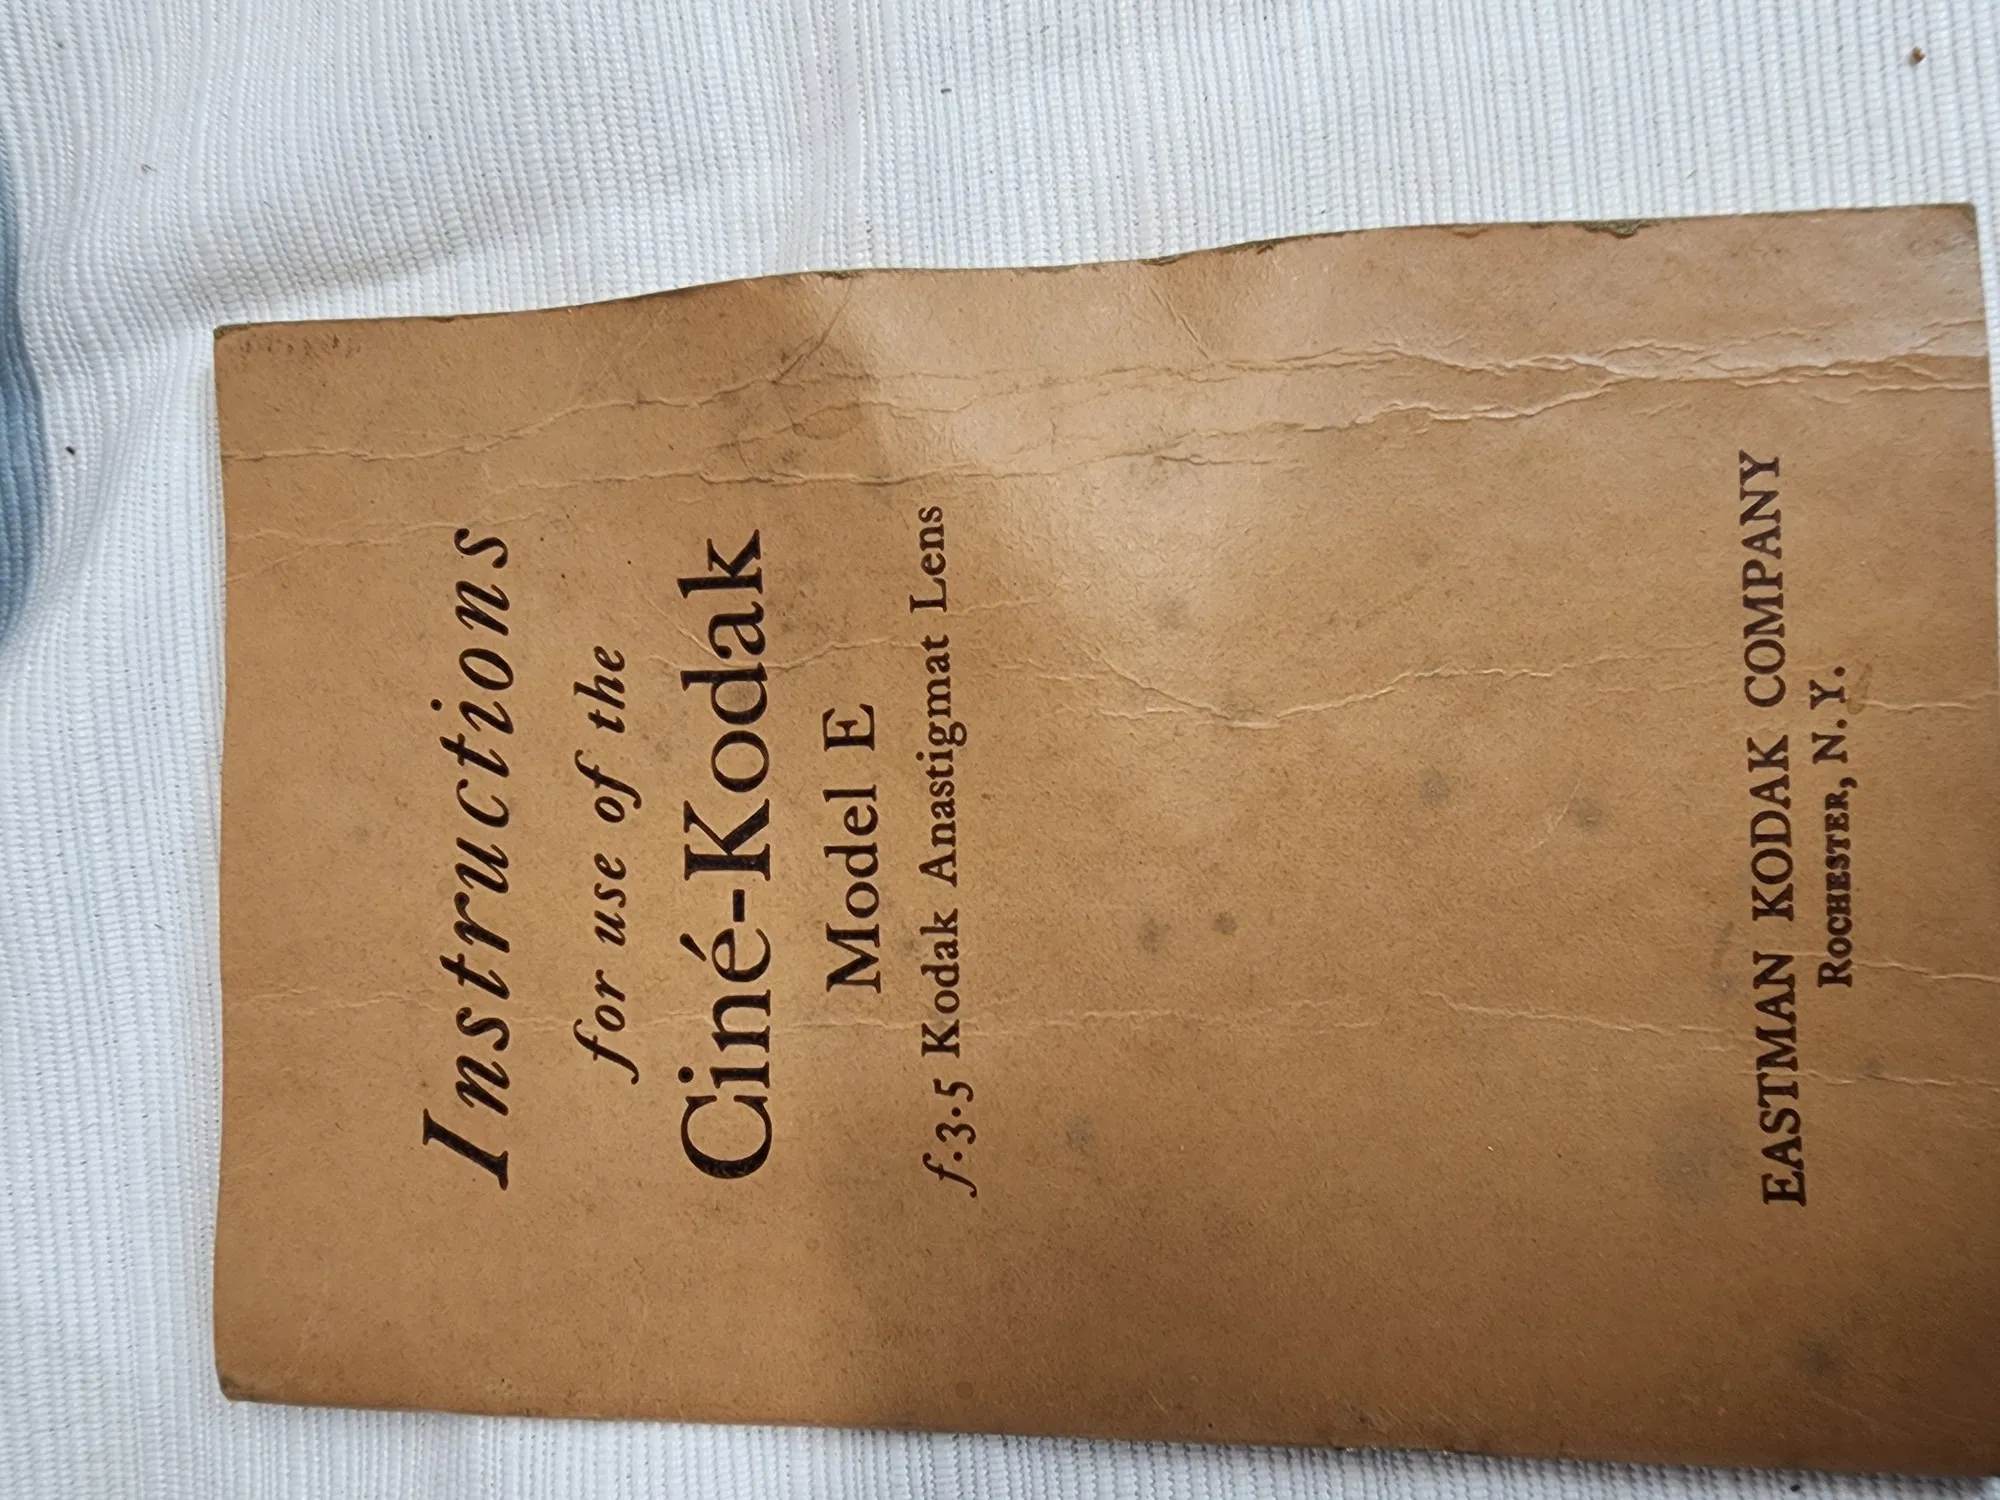 Instructions
for use of the
Ciné-Kodak
Model E
f.3.5 Kodak Anastigmat Lens
EASTMAN KODAK COMPANY
ROCHESTER, N. Y.